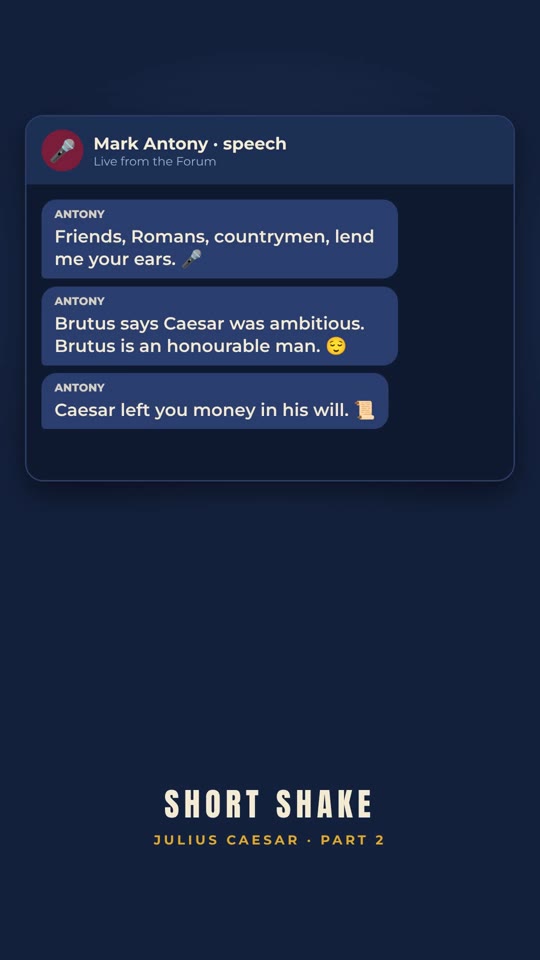 Mark Antony · speech
Live from the Forum
ANTONY
Friends, Romans, countrymen, lend
me your ears. 🎤
ANTONY
Brutus says Caesar was ambitious.
Brutus is an honourable man. 😌
ANTONY
Caesar left you money in his will. 📜
SHORT SHAKE
JULIUS CAESAR · PART 2